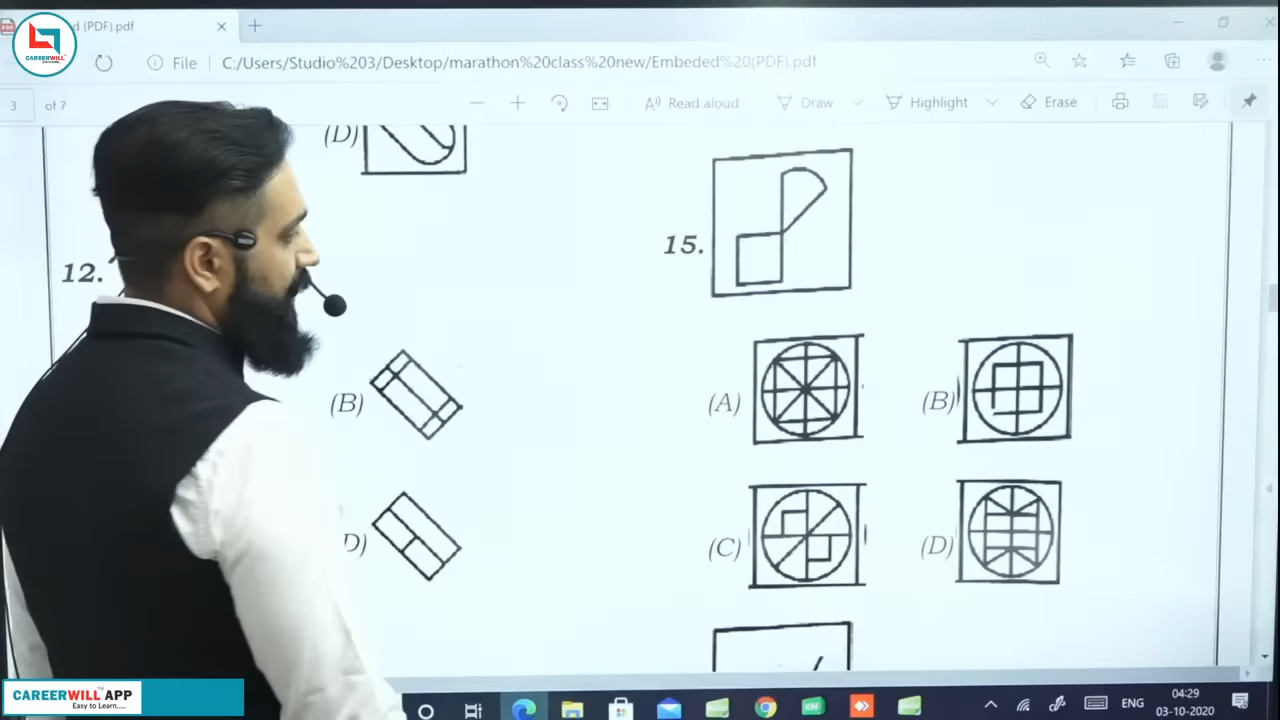 d (PDF).pdf
CAREERWILL
File
C:/Users/Studio%203/Desktop/marathon%20class%20new/Embeded%20(PDF).pdf
3 of 7
Read aloud
Draw
Highlight
Erase
(D)
15.
12.
(A)
(B)
(B)
(C)
(D)
D)
CAREERWILL APP
Easy to Learn.....
ENG
04:29
03-10-2020